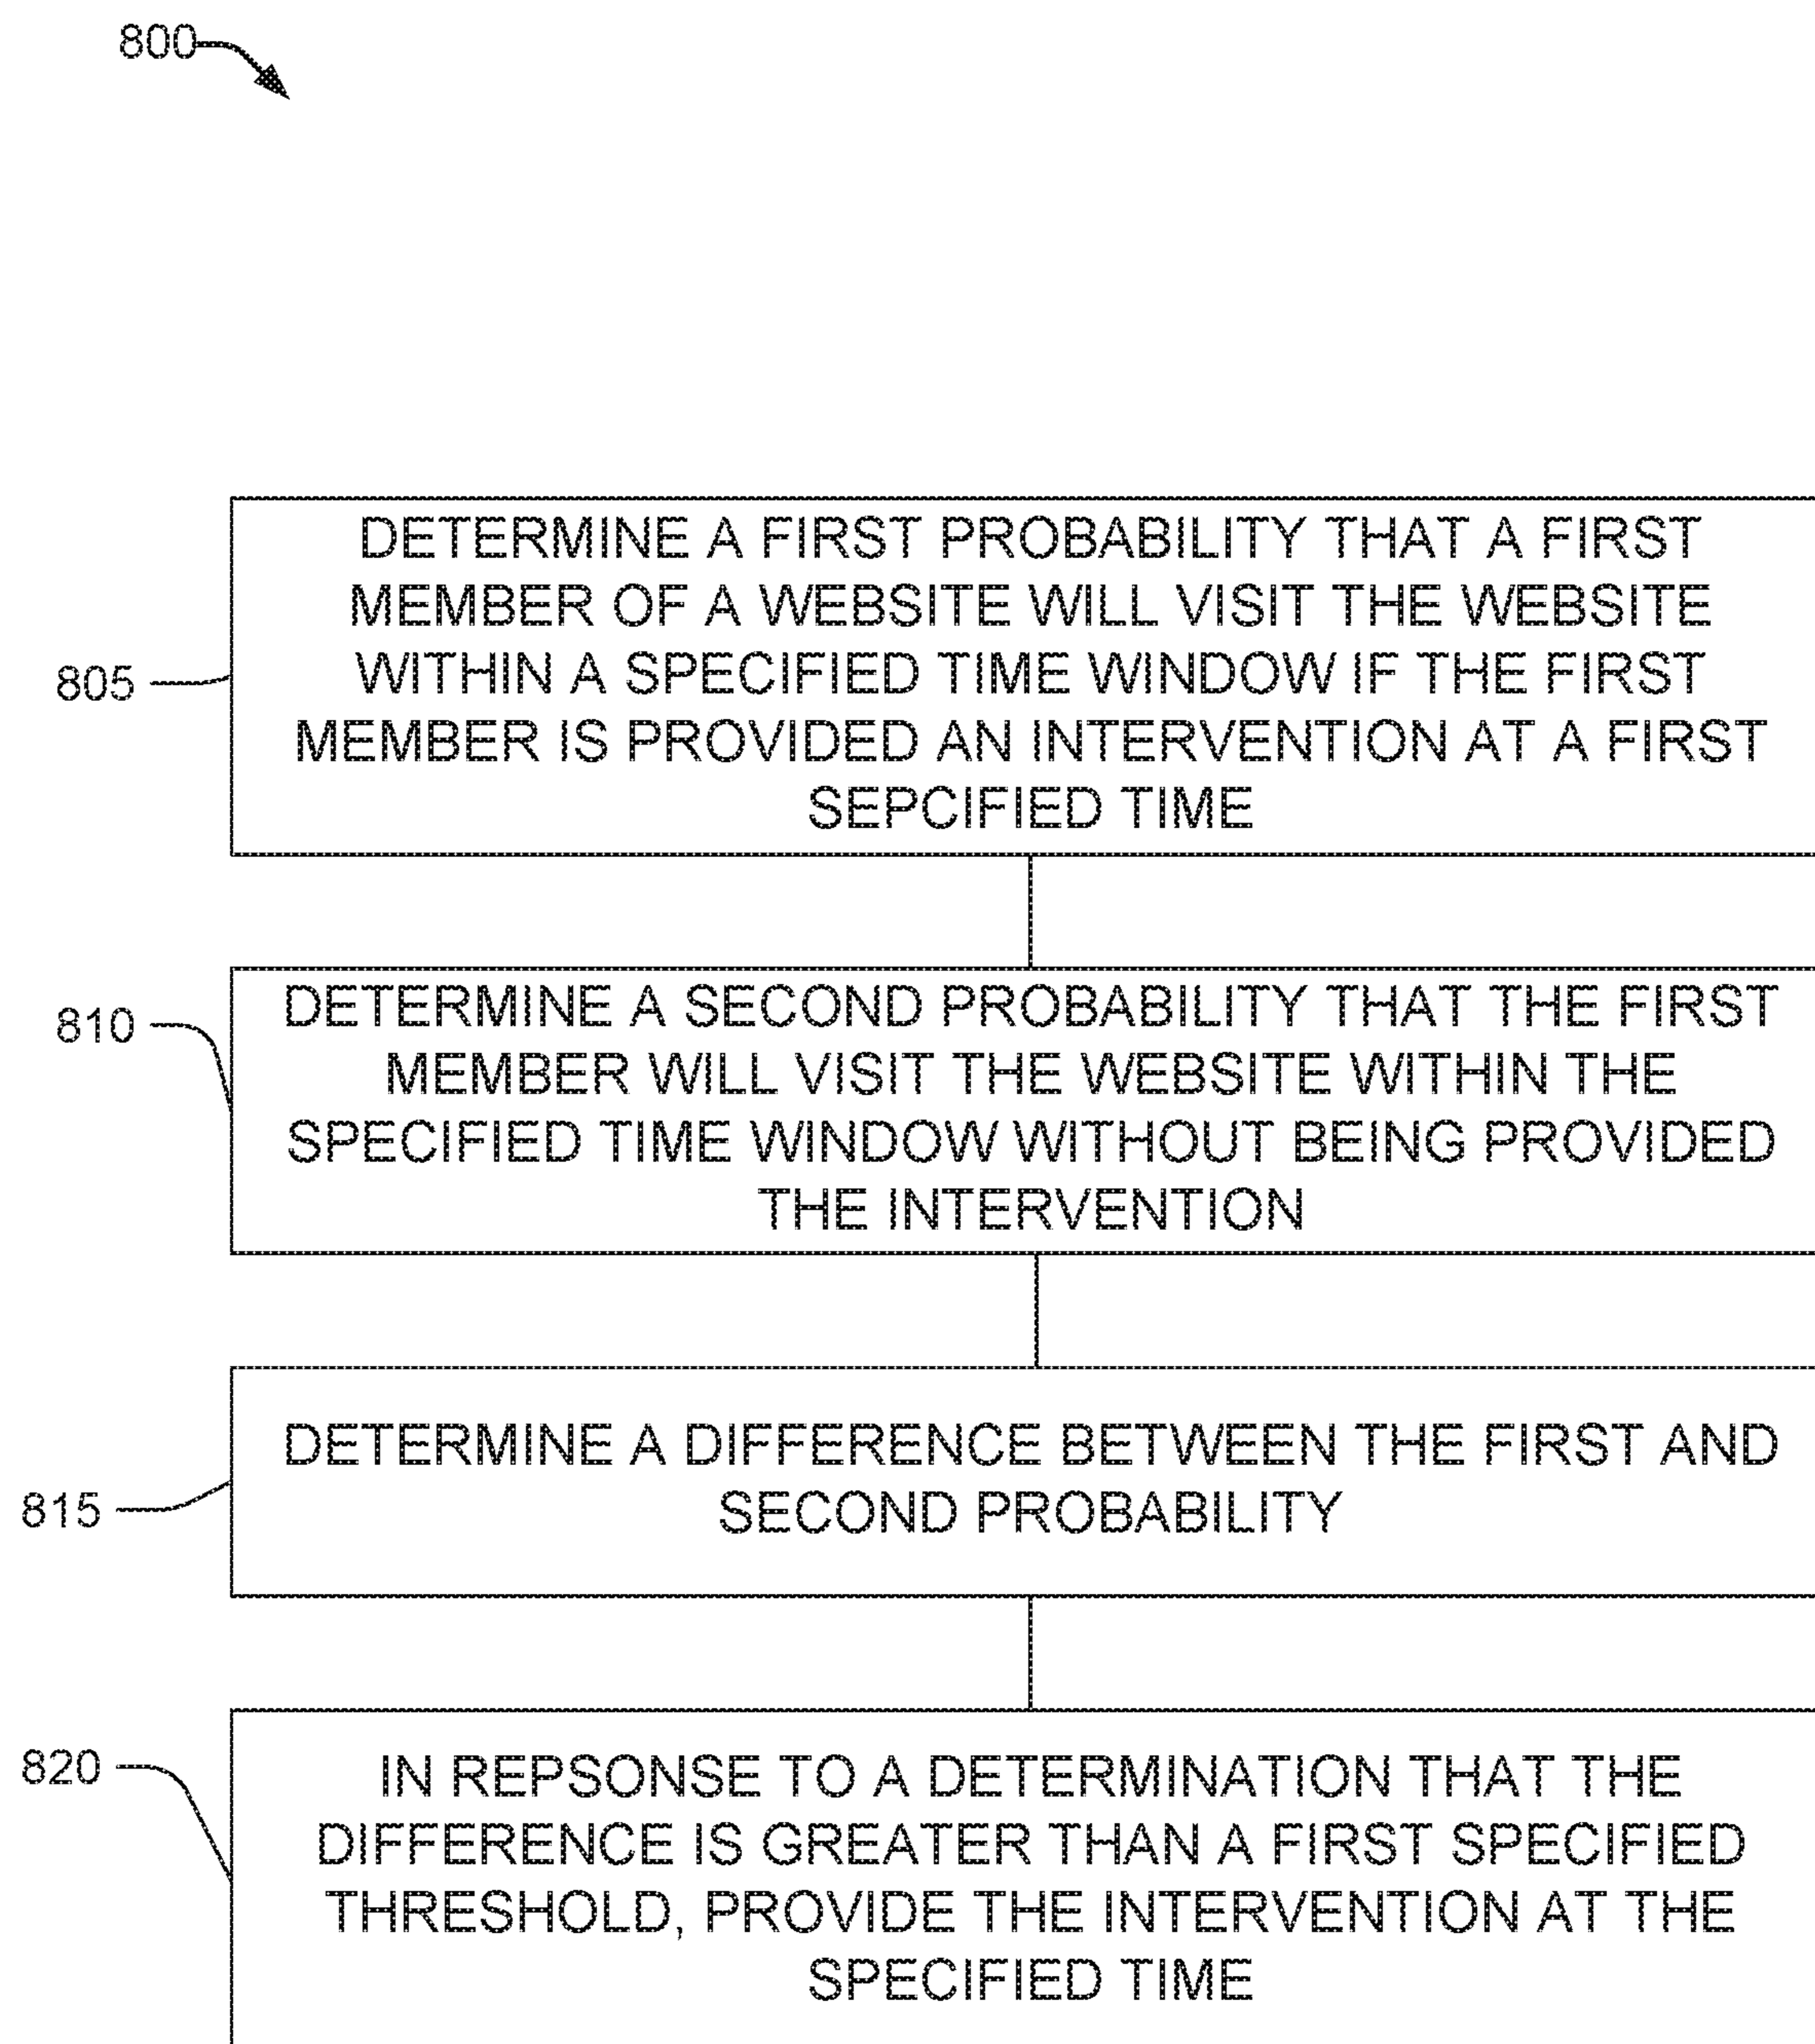 800
DETERMINE A FIRST PROBABILITY THAT A FIRST
MEMBER OF A WEBSITE WILL VISIT THE WEBSITE
WITHIN A SPECIFIED TIME WINDOW IF THE FIRST
MEMBER IS PROVIDED AN INTERVENTION AT A FIRST
SEPCIFIED TIME
805
DETERMINE A SECOND PROBABILITY THAT THE FIRST
MEMBER WILL VISIT THE WEBSITE WITHIN THE
SPECIFIED TIME WINDOW WITHOUT BEING PROVIDED
THE INTERVENTION
810
DETERMINE A DIFFERENCE BETWEEN THE FIRST AND
SECOND PROBABILITY
815
IN REPSONSE TO A DETERMINATION THAT THE
DIFFERENCE IS GREATER THAN A FIRST SPECIFIED
THRESHOLD, PROVIDE THE INTERVENTION AT THE
SPECIFIED TIME
820